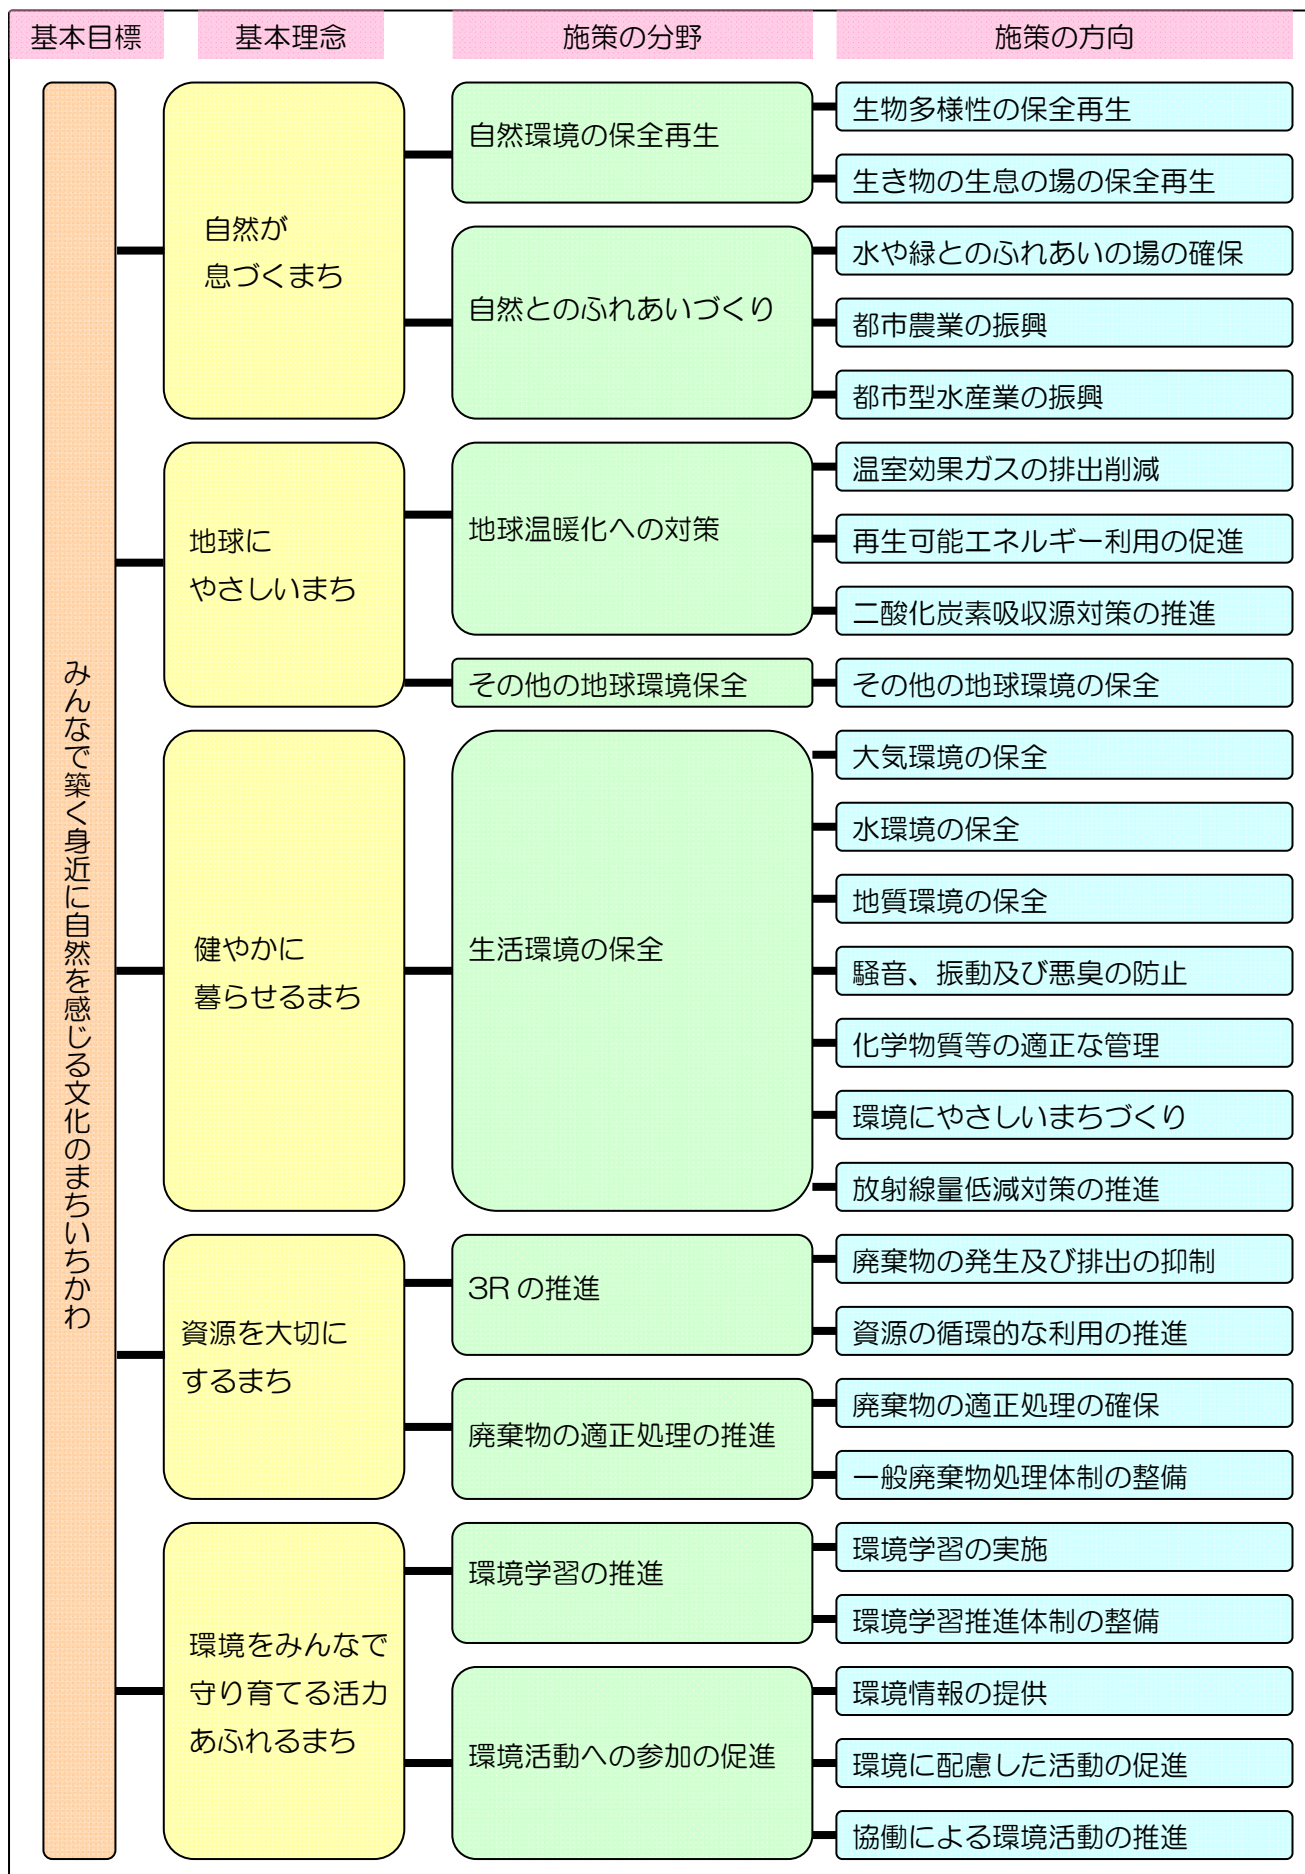 基本目標
基本理念
施策の分野
施策の方向
みんなで築く身近に自然を感じる文化のまちいちかわ
自然が
息づくまち
自然環境の保全再生
生物多様性の保全再生
生き物の生息の場の保全再生
自然とのふれあいづくり
水や緑とのふれあいの場の確保
都市農業の振興
都市型水産業の振興
地球に
やさしいまち
地球温暖化への対策
温室効果ガスの排出削減
再生可能エネルギー利用の促進
二酸化炭素吸収源対策の推進
その他の地球環境保全
その他の地球環境の保全
健やかに
暮らせるまち
生活環境の保全
大気環境の保全
水環境の保全
地質環境の保全
騒音、振動及び悪臭の防止
化学物質等の適正な管理
環境にやさしいまちづくり
放射線量低減対策の推進
資源を大切に
するまち
3R の推進
廃棄物の発生及び排出の抑制
資源の循環的な利用の推進
廃棄物の適正処理の推進
廃棄物の適正処理の確保
一般廃棄物処理体制の整備
環境をみんなで
守り育てる活力
あふれるまち
環境学習の推進
環境学習の実施
環境学習推進体制の整備
環境活動への参加の促進
環境情報の提供
環境に配慮した活動の促進
協働による環境活動の推進